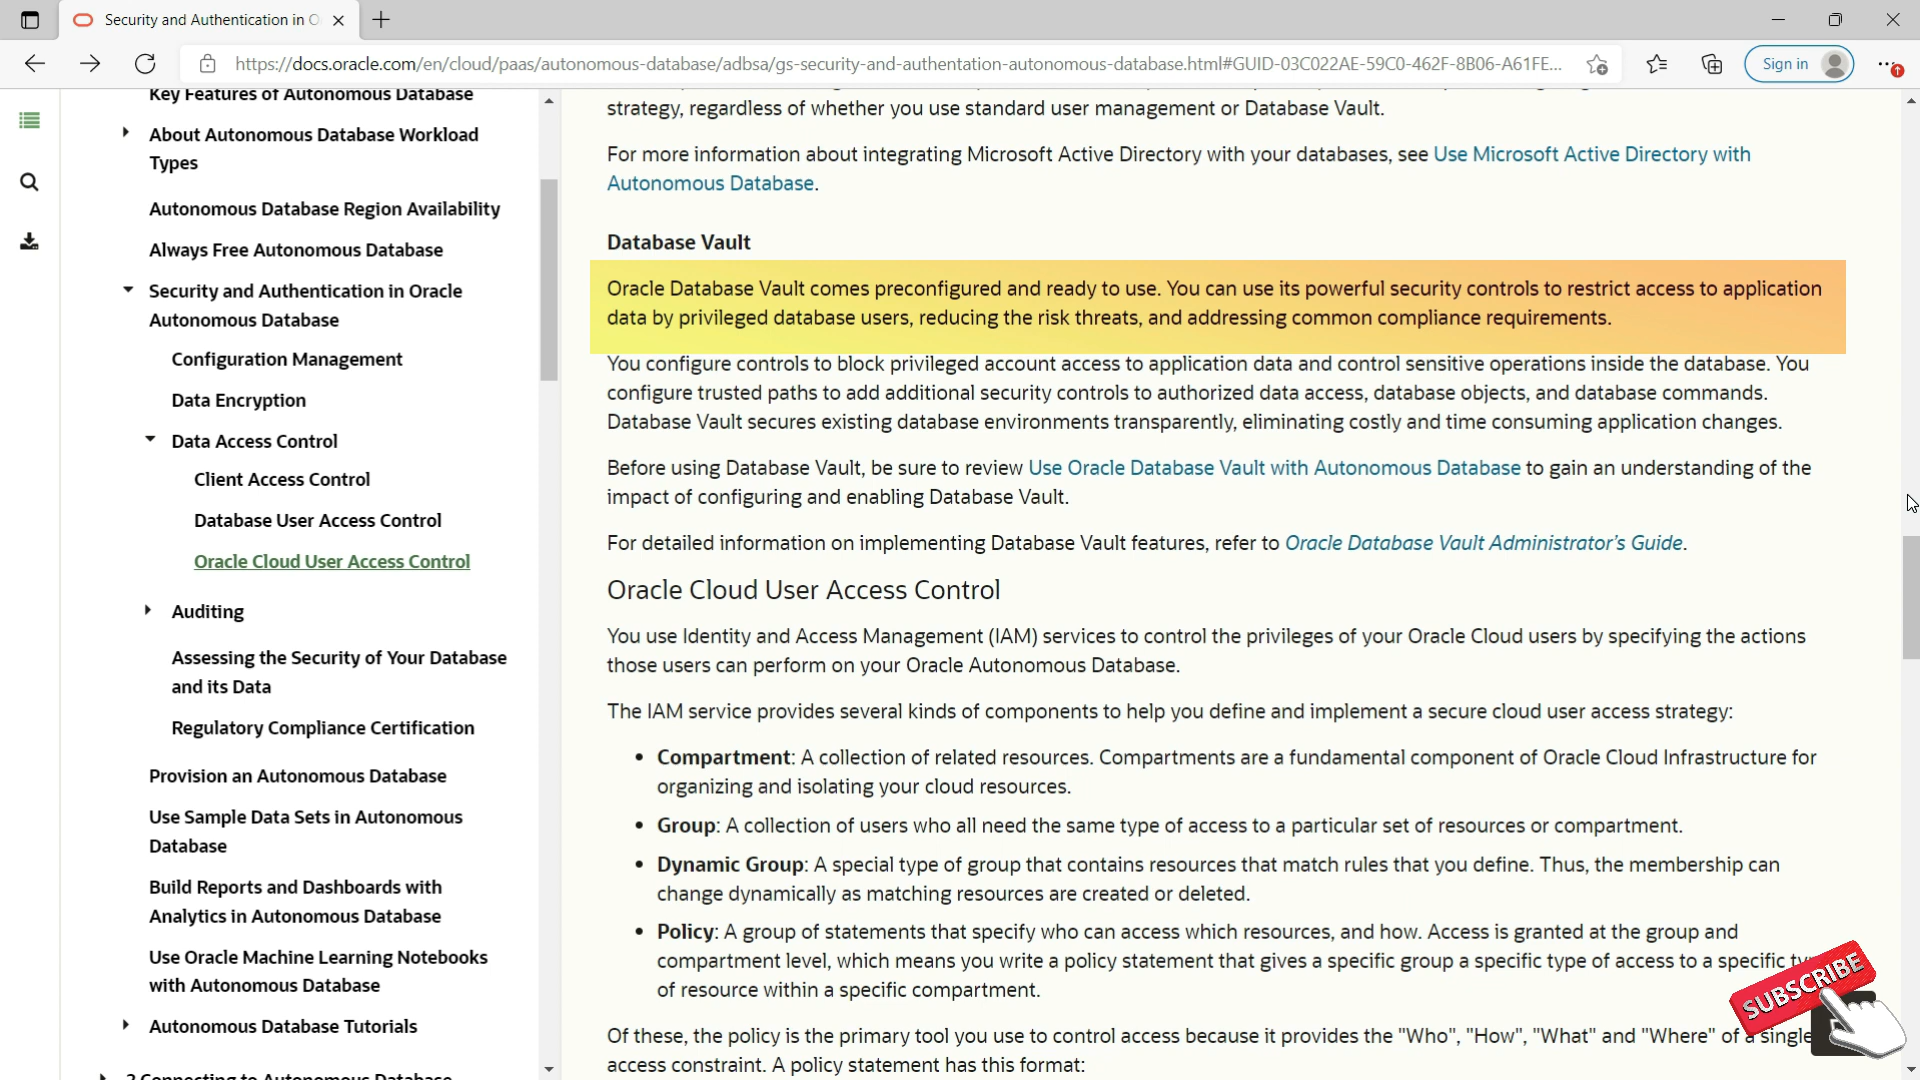 Security and Authentication in O
https://docs.oracle.com/en/cloud/paas/autonomous-database/adbsa/gs-security-and-authentation-autonomous-database.html#GUID-03C022AE-59C0-462F-8B06-A61FE...
Sign in
Key Features of Autonomous Database
About Autonomous Database Workload
Types
Autonomous Database Region Availability
Always Free Autonomous Database
Security and Authentication in Oracle
Autonomous Database
Configuration Management
Data Encryption
Data Access Control
Client Access Control
Database User Access Control
Oracle Cloud User Access Control
Auditing
Assessing the Security of Your Database
and its Data
Regulatory Compliance Certification
Provision an Autonomous Database
Use Sample Data Sets in Autonomous
Database
Build Reports and Dashboards with
Analytics in Autonomous Database
Use Oracle Machine Learning Notebooks
with Autonomous Database
Autonomous Database Tutorials
2 Connecting to Autonomous Database
strategy, regardless of whether you use standard user management or Database Vault.
For more information about integrating Microsoft Active Directory with your databases, see Use Microsoft Active Directory with
Autonomous Database.
Database Vault
Oracle Database Vault comes preconfigured and ready to use. You can use its powerful security controls to restrict access to application
data by privileged database users, reducing the risk threats, and addressing common compliance requirements.
You configure controls to block privileged account access to application data and control sensitive operations inside the database. You
configure trusted paths to add additional security controls to authorized data access, database objects, and database commands.
Database Vault secures existing database environments transparently, eliminating costly and time consuming application changes.
Before using Database Vault, be sure to review Use Oracle Database Vault with Autonomous Database to gain an understanding of the
impact of configuring and enabling Database Vault.
For detailed information on implementing Database Vault features, refer to Oracle Database Vault Administrator's Guide.
Oracle Cloud User Access Control
You use Identity and Access Management (IAM) services to control the privileges of your Oracle Cloud users by specifying the actions
those users can perform on your Oracle Autonomous Database.
The IAM service provides several kinds of components to help you define and implement a secure cloud user access strategy:
• Compartment: A collection of related resources. Compartments are a fundamental component of Oracle Cloud Infrastructure for
organizing and isolating your cloud resources.
• Group: A collection of users who all need the same type of access to a particular set of resources or compartment.
• Dynamic Group: A special type of group that contains resources that match rules that you define. Thus, the membership can
change dynamically as matching resources are created or deleted.
• Policy: A group of statements that specify who can access which resources, and how. Access is granted at the group and
compartment level, which means you write a policy statement that gives a specific group a specific type of access to a specific
of resource within a specific compartment.
Of these, the policy is the primary tool you use to control access because it provides the "Who", "How", "What" and "Where" of a single
access constraint. A policy statement has this format:
SUBSCRIBE